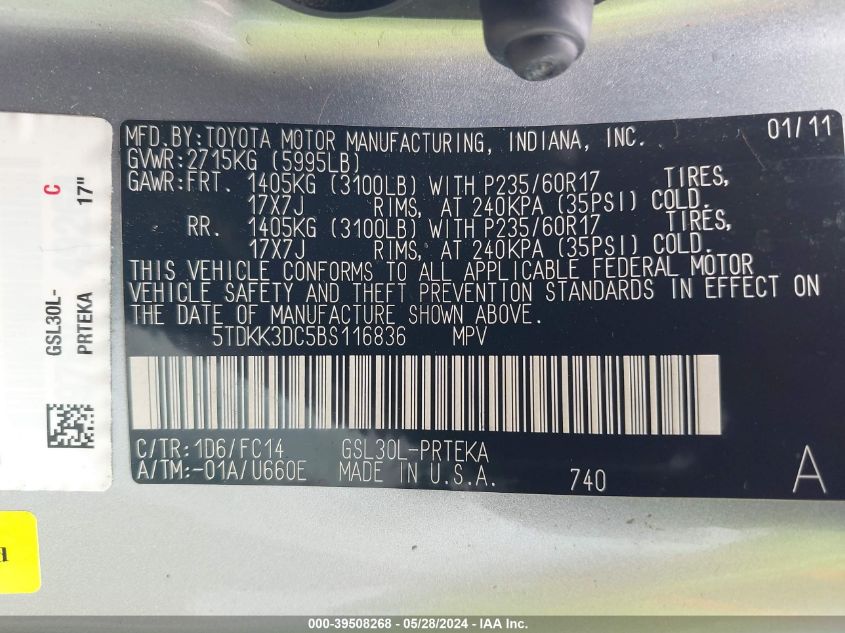 MFD.BY:TOYOTA MOTOR MANUFACTURING, INDIANA, INC. 01/11
GVWR:2715KG (5995LB)
GAWR:FRT. 1405KG (3100LB) WITH P235/60R17 TIRES,
17X7J RIMS, AT 240KPA (35PSI) COLD.
RR. 1405KG (3100LB) WITH P235/60R17 TIRES,
17X7J RIMS, AT 240KPA (35PSI) COLD.
THIS VEHICLE CONFORMS TO ALL APPLICABLE FEDERAL MOTOR
VEHICLE SAFETY AND THEFT PREVENTION STANDARDS IN EFFECT ON
THE DATE OF MANUFACTURE SHOWN ABOVE.
5TDKK3DC5BS116836 MPV
C/TR:1D6/FC14 GSL30L-PRTEKA
A/TM:-01A/U660E MADE IN U.S.A. 740 A
GSL30L- C
PRTEKA 17"
000-39508268 - 05/28/2024 - IAA Inc.